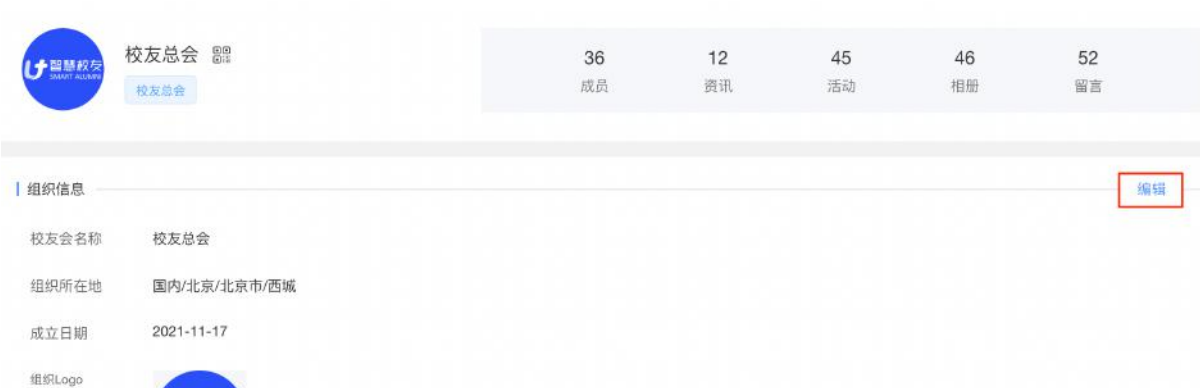 智慧校友
SMART ALUMNI
校友总会
校友总会
36 12 45 46 52
成员 资讯 活动 相册 留言
组织信息
编辑
校友会名称 校友总会
组织所在地 国内/北京/北京市/西城
成立日期 2021-11-17
组织Logo